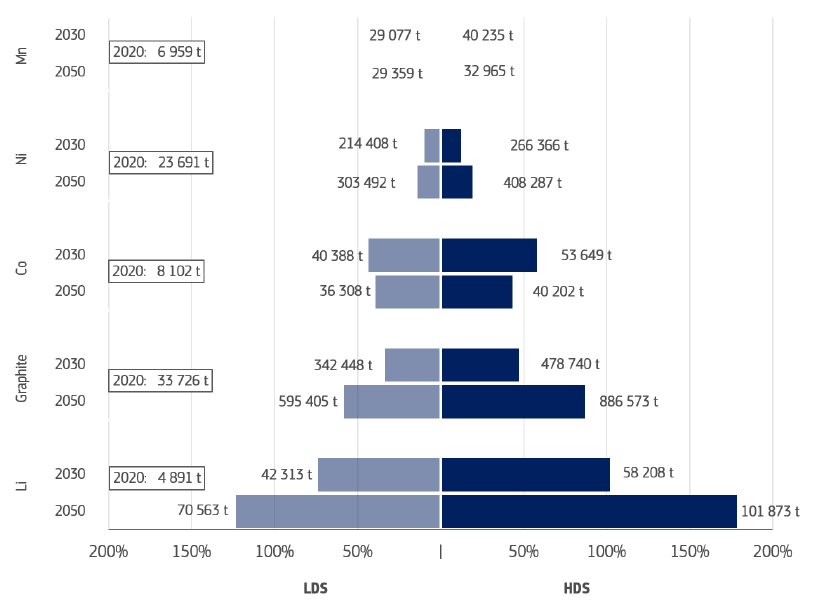 Mn
2030
2020: 6 959 t
29 077 t
40 235 t
2050
29 359 t
32 965 t
Ni
2030
2020: 23 691 t
214 408 t
266 366 t
2050
303 492 t
408 287 t
Co
2030
2020: 8 102 t
40 388 t
53 649 t
2050
36 308 t
40 202 t
Graphite
2030
2020: 33 726 t
342 448 t
478 740 t
2050
595 405 t
886 573 t
Li
2030
2020: 4 891 t
42 313 t
58 208 t
2050
70 563 t
101 873 t
200% 150% 100% 50% | 50% 100% 150% 200%
LDS HDS